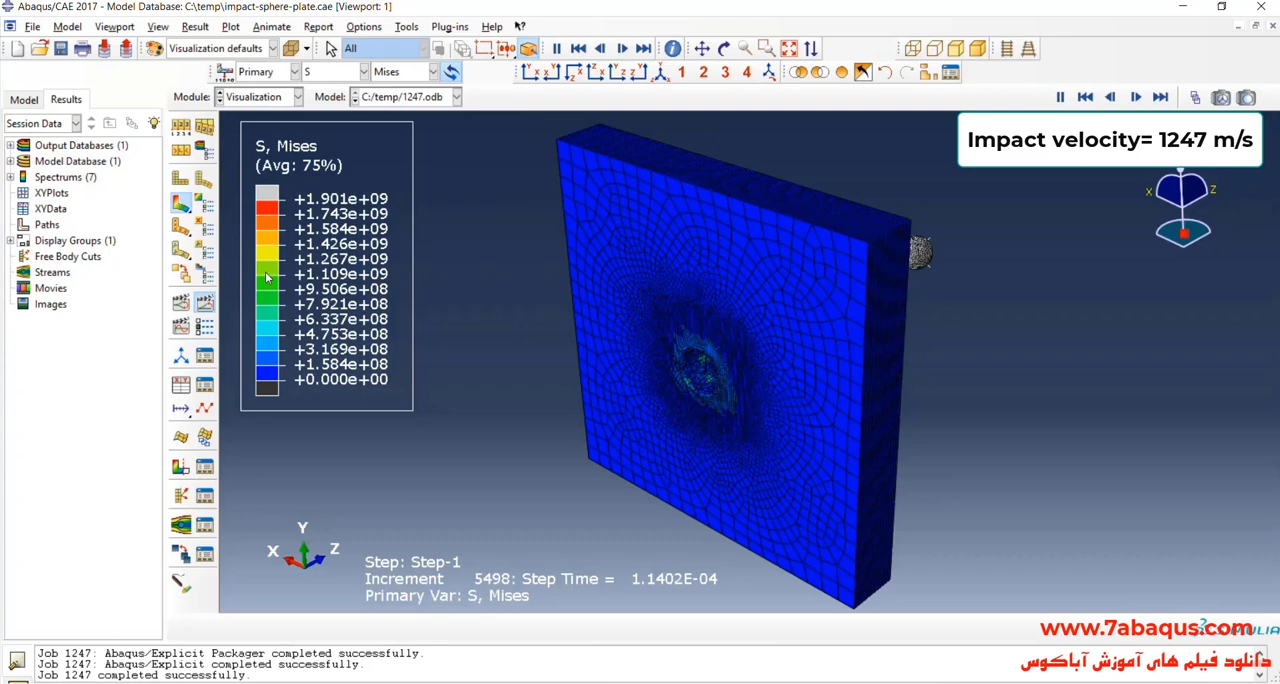 Abaqus/CAE 2017 - Model Database: C:\temp\impact-sphere-plate.cae [Viewport: 1]
File Model Viewport View Result Plot Animate Report Options Tools Plug-ins Help
Visualization defaults All
Primary S Mises 1 2 3 4
Model Results Module: Visualization Model: C:/temp/1247.odb
Session Data
Output Databases (1)
Model Database (1)
Spectrums (7)
XYPlots
XYData
Paths
Display Groups (1)
Free Body Cuts
Streams
Movies
Images
S, Mises
(Avg: 75%)
+1.901e+09
+1.743e+09
+1.584e+09
+1.426e+09
+1.267e+09
+1.109e+09
+9.506e+08
+7.921e+08
+6.337e+08
+4.753e+08
+3.169e+08
+1.584e+08
+0.000e+00
Impact velocity= 1247 m/s
X Z
Y
X Z
Step: Step-1
Increment 5498: Step Time = 1.1402E-04
Primary Var: S, Mises
www.7abaqus.com
دانلود فیلم های آموزش آباکوس
Job 1247: Abaqus/Explicit Packager completed successfully.
Job 1247: Abaqus/Explicit completed successfully.
Job 1247 completed successfully.